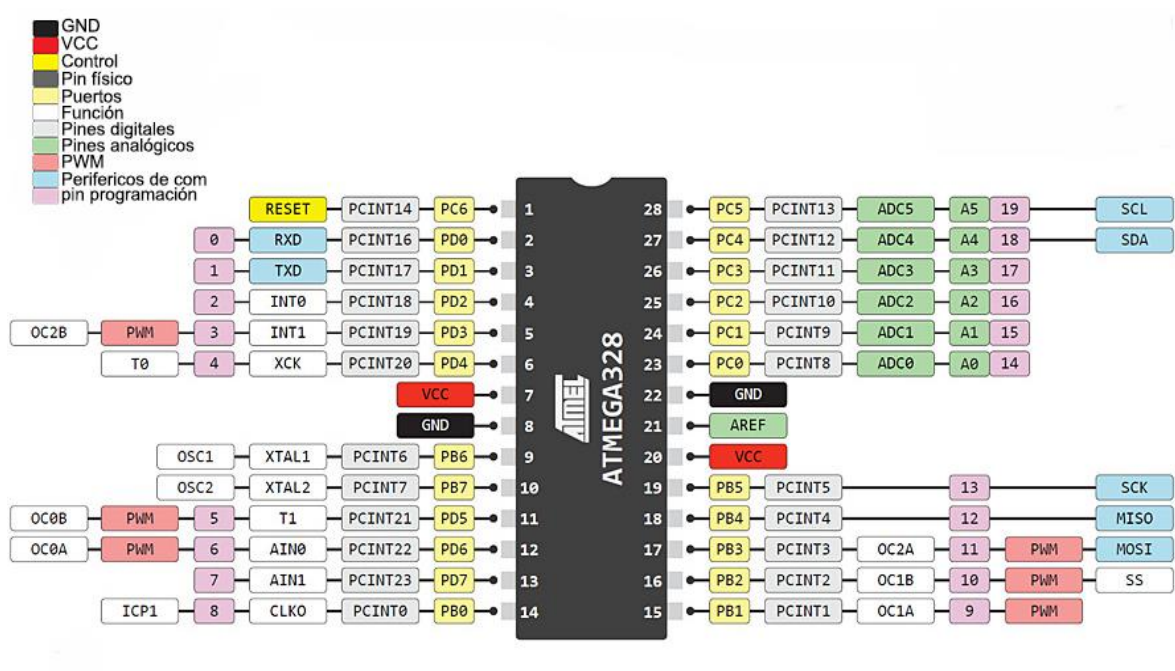 GND
VCC
Control
Pin físico
Puertos
Función
Pines digitales
Pines analógicos
PWM
Perifericos de com
pin programación
RESET PCINT14 PC6 1 28 PC5 PCINT13 ADC5 A5 19 SCL
0 RXD PCINT16 PD0 2 27 PC4 PCINT12 ADC4 A4 18 SDA
1 TXD PCINT17 PD1 3 26 PC3 PCINT11 ADC3 A3 17
2 INT0 PCINT18 PD2 4 25 PC2 PCINT10 ADC2 A2 16
OC2B PWM 3 INT1 PCINT19 PD3 5 24 PC1 PCINT9 ADC1 A1 15
T0 4 XCK PCINT20 PD4 6 23 PC0 PCINT8 ADC0 A0 14
VCC 7 22 GND
GND 8 21 AREF
OSC1 XTAL1 PCINT6 PB6 9 20 VCC
OSC2 XTAL2 PCINT7 PB7 10 19 PB5 PCINT5 13 SCK
OC0B PWM 5 T1 PCINT21 PD5 11 18 PB4 PCINT4 12 MISO
OC0A PWM 6 AIN0 PCINT22 PD6 12 17 PB3 PCINT3 OC2A 11 PWM MOSI
7 AIN1 PCINT23 PD7 13 16 PB2 PCINT2 OC1B 10 PWM SS
ICP1 8 CLKO PCINT0 PB0 14 15 PB1 PCINT1 OC1A 9 PWM
ATMEL
ATMEGA328